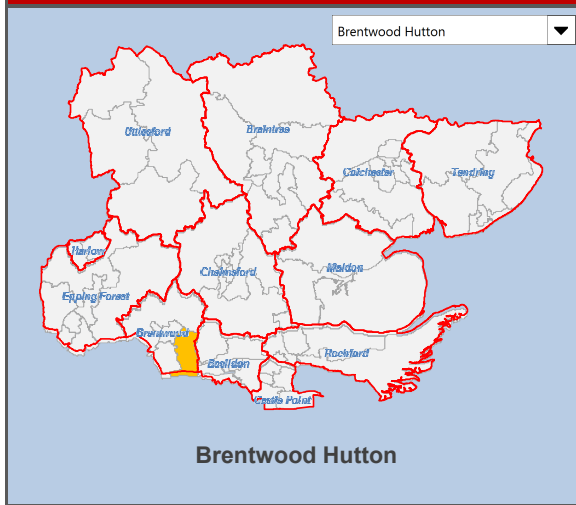 Brentwood Hutton
Uttlesford
Braintree
Colchester
Tendring
Harlow
Chelmsford
Maldon
Epping Forest
Brentwood
Rochford
Basildon
Castle Point
Brentwood Hutton